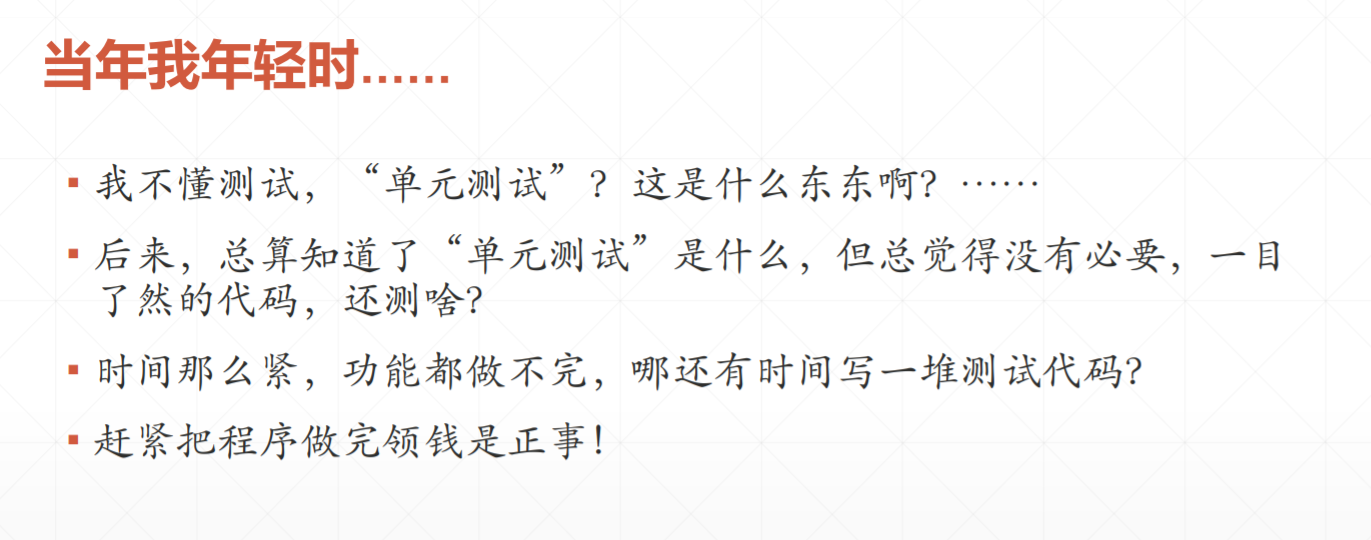 当年我年轻时……
我不懂测试，“单元测试”？这是什么东东啊？……
后来，总算知道了“单元测试”是什么，但总觉得没有必要，一目
了然的代码，还测啥？
时间那么紧，功能都做不完，哪还有时间写一堆测试代码？
赶紧把程序做完领钱是正事！